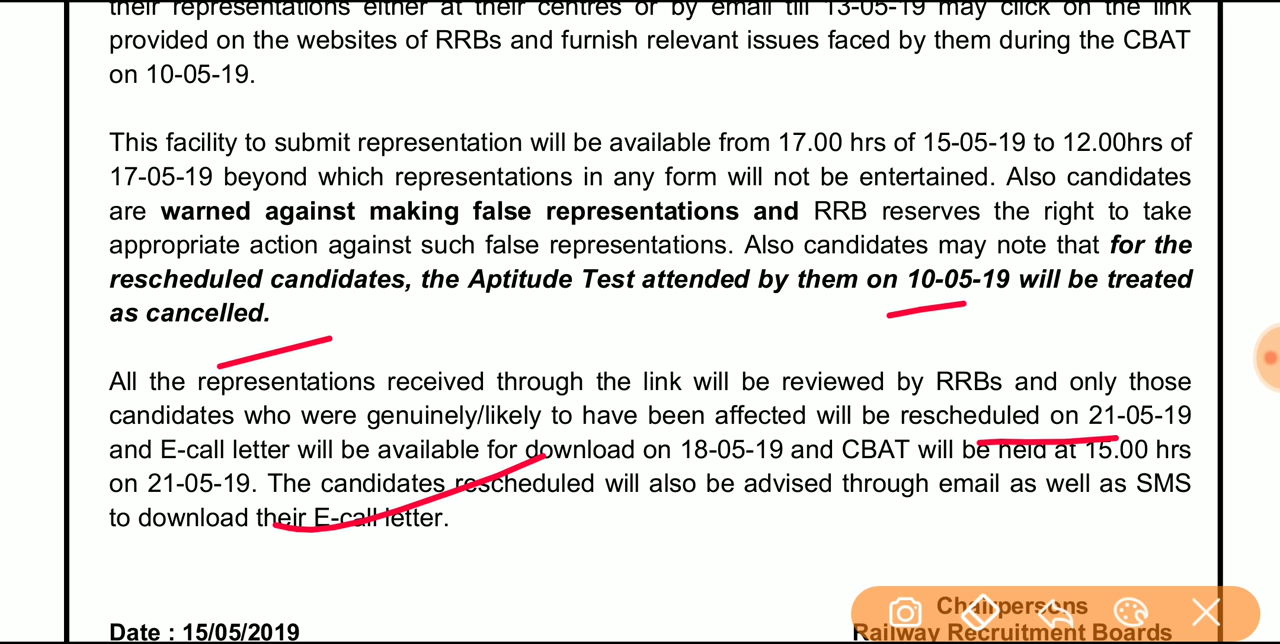 their representations either at their centres or by email till 13-05-19 may click on the link
provided on the websites of RRBs and furnish relevant issues faced by them during the CBAT
on 10-05-19.
This facility to submit representation will be available from 17.00 hrs of 15-05-19 to 12.00hrs of
17-05-19 beyond which representations in any form will not be entertained. Also candidates
are warned against making false representations and RRB reserves the right to take
appropriate action against such false representations. Also candidates may note that for the
rescheduled candidates, the Aptitude Test attended by them on 10-05-19 will be treated
as cancelled.
All the representations received through the link will be reviewed by RRBs and only those
candidates who were genuinely/likely to have been affected will be rescheduled on 21-05-19
and E-call letter will be available for download on 18-05-19 and CBAT will be held at 15.00 hrs
on 21-05-19. The candidates rescheduled will also be advised through email as well as SMS
to download their E-call letter.
Chairpersons
Date : 15/05/2019 Railway Recruitment Boards